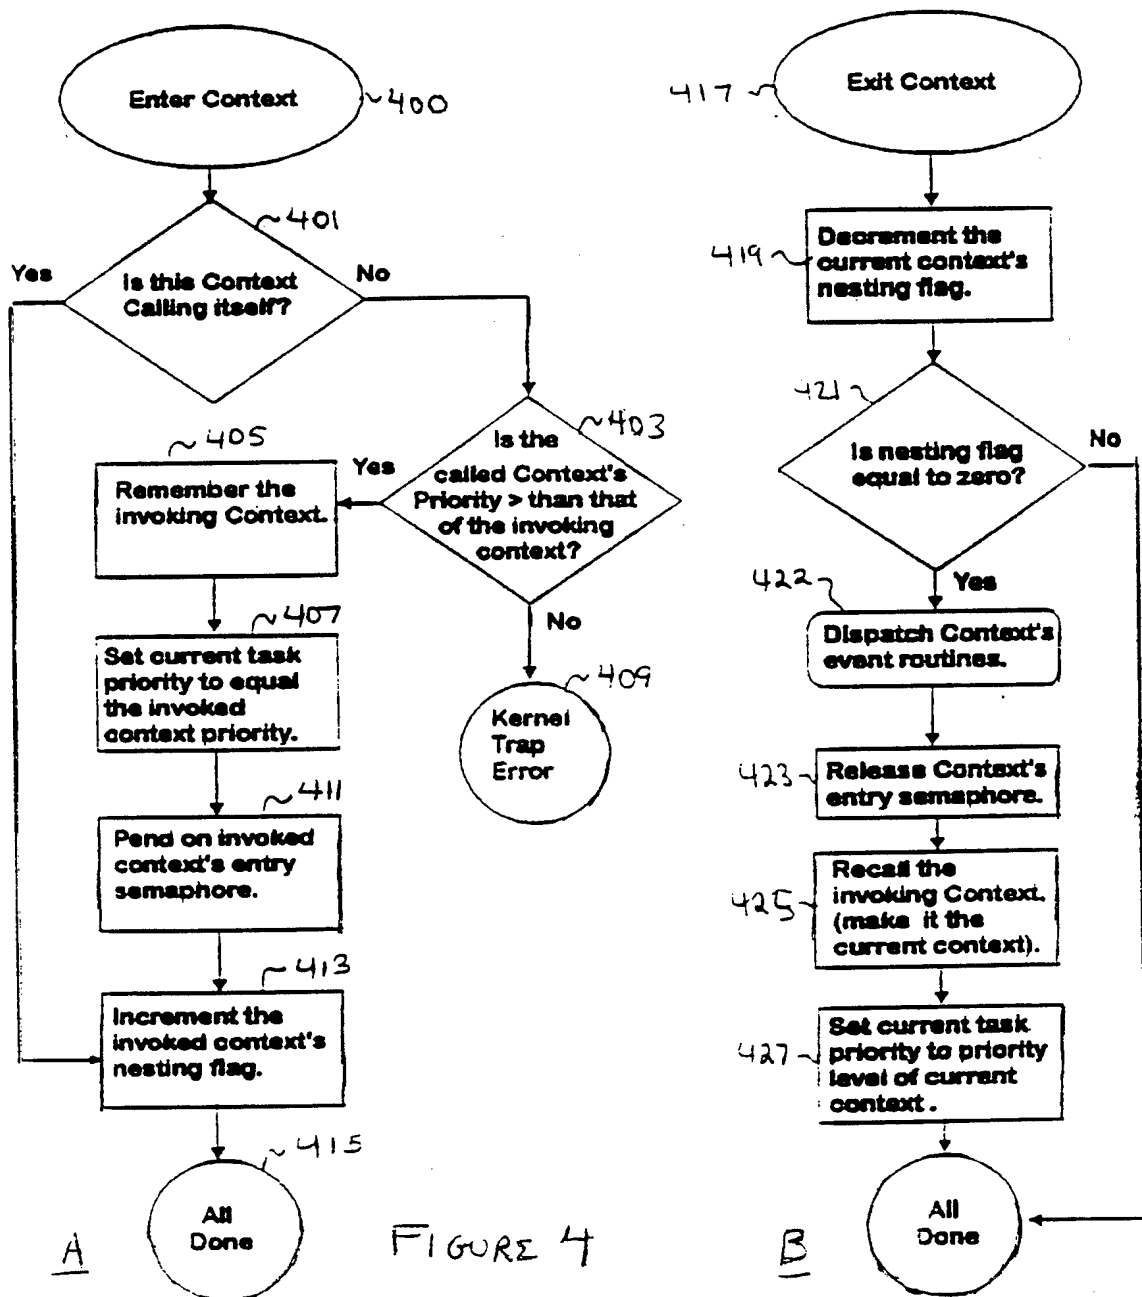 Enter Context
~400
~401
Is this Context
Calling itself?
Yes
No
~403
Is the
called Context's
Priority > than that
of the invoking
context?
Yes
No
~405
Remember the
invoking Context.
~407
Set current task
priority to equal
the invoked
context priority.
~409
Kernel
Trap
Error
~411
Pend on invoked
context's entry
semaphore.
~413
Increment the
invoked context's
nesting flag.
~415
All
Done
A
FIGURE 4
417~
Exit Context
419
Decrement the
current context's
nesting flag.
421
Is nesting flag
equal to zero?
No
Yes
422~
Dispatch Context's
event routines.
423
Release Context's
entry semaphore.
425
Recall the
invoking Context.
(make it the
current context).
427
Set current task
priority to priority
level of current
context.
All
Done
B